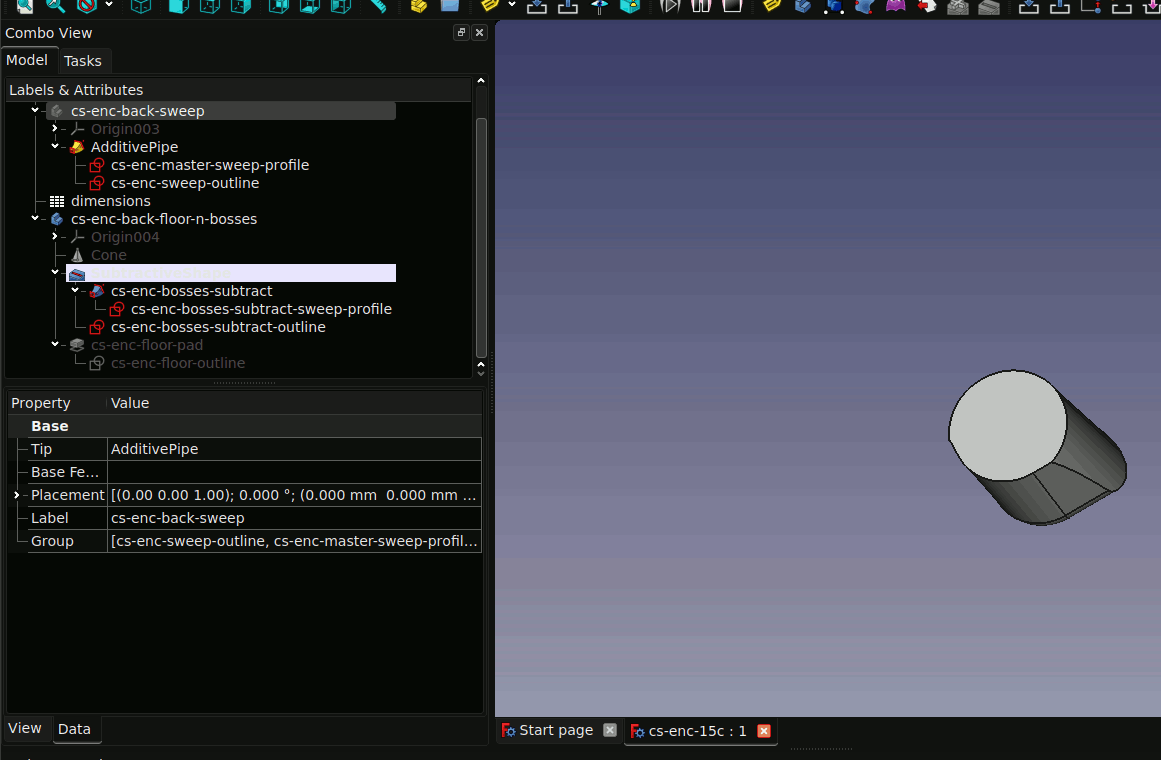 Combo View
Model
Tasks
Labels & Attributes
cs-enc-back-sweep
Origin003
AdditivePipe
cs-enc-master-sweep-profile
cs-enc-sweep-outline
dimensions
cs-enc-back-floor-n-bosses
Origin004
Cone
SubtractiveShape
cs-enc-bosses-subtract
cs-enc-bosses-subtract-sweep-profile
cs-enc-bosses-subtract-outline
cs-enc-floor-pad
cs-enc-floor-outline
Property Value
Base
Tip AdditivePipe
Base Fe...
Placement [(0.00 0.00 1.00); 0.000 °; (0.000 mm 0.000 mm ...
Label cs-enc-back-sweep
Group [cs-enc-sweep-outline, cs-enc-master-sweep-profil...
View
Data
Start page
cs-enc-15c : 1